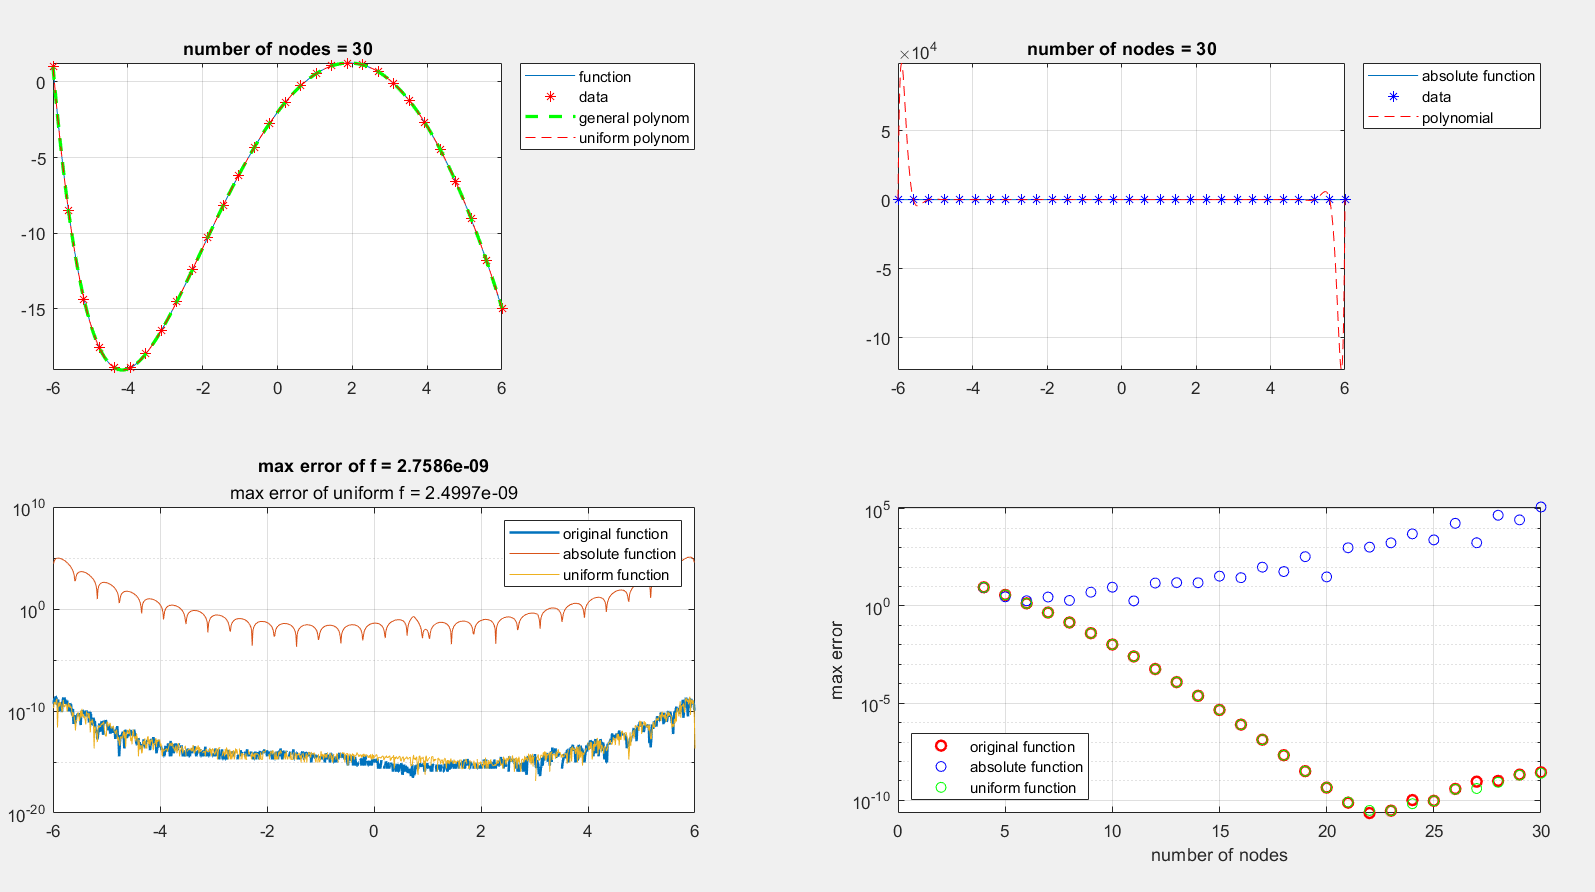 number of nodes = 30
0
-5
-10
-15
-6 -4 -2 0 2 4 6
function
data
general polynom
uniform polynom
×10^4
number of nodes = 30
5
0
-5
-10
-6 -4 -2 0 2 4 6
absolute function
data
polynomial
max error of f = 2.7586e-09
max error of uniform f = 2.4997e-09
10^10
10^0
10^-10
10^-20
-6 -4 -2 0 2 4 6
original function
absolute function
uniform function
10^5
10^0
10^-5
10^-10
max error
original function
absolute function
uniform function
0 5 10 15 20 25 30
number of nodes